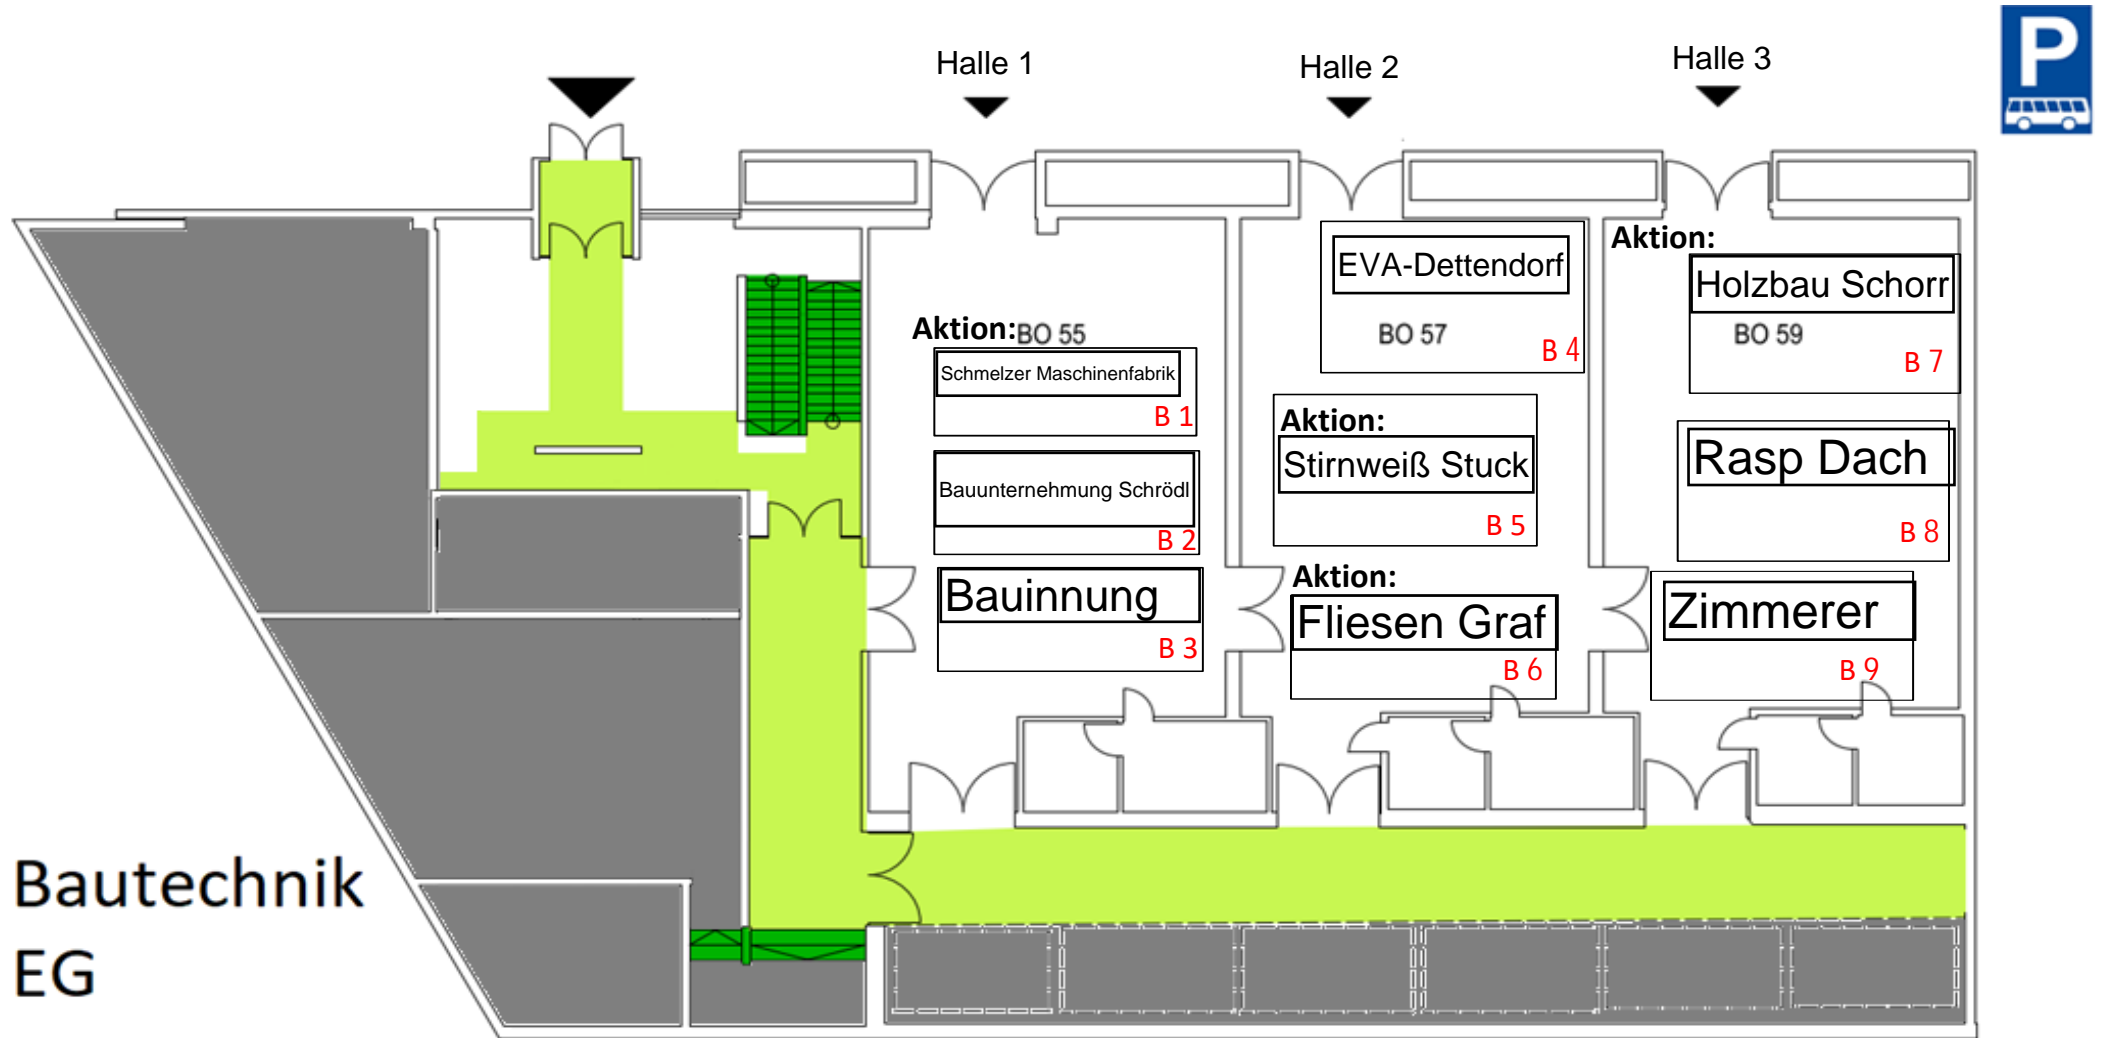 P
Halle 1
Halle 2
Halle 3
Aktion:
BO 55
Schmelzer Maschinenfabrik
B 1
Bauunternehmung Schrödl
B 2
Bauinnung
B 3
EVA-Dettendorf
BO 57
B 4
Aktion:
Stirnweiß Stuck
B 5
Aktion:
Fliesen Graf
B 6
Aktion:
Holzbau Schorr
BO 59
B 7
Rasp Dach
B 8
Zimmerer
B 9
Bautechnik
EG